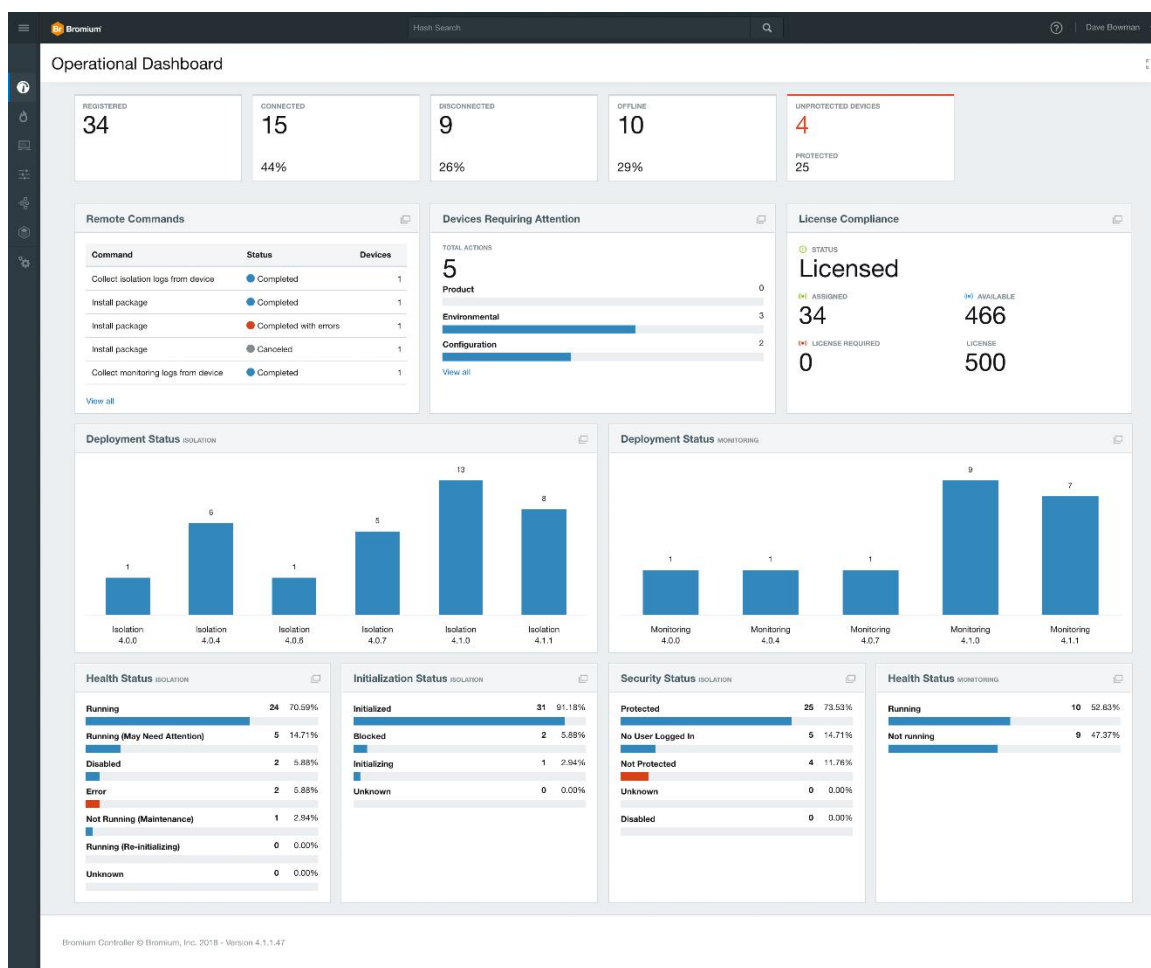 Br Bromium
Hash Search
Dave Bowman
Operational Dashboard
REGISTERED
34
CONNECTED
15
44%
DISCONNECTED
9
26%
OFFLINE
10
29%
UNPROTECTED DEVICES
4
PROTECTED
25
Remote Commands
Command Status Devices
Collect isolation logs from device Completed 1
Install package Completed 1
Install package Completed with errors 1
Install package Canceled 1
Collect monitoring logs from device Completed 1
View all
Devices Requiring Attention
TOTAL ACTIONS
5
Product 0
Environmental 3
Configuration 2
View all
License Compliance
STATUS
Licensed
ASSIGNED AVAILABLE
34 466
LICENSE REQUIRED LICENSE
0 500
Deployment Status ISOLATION
1 6 1 5 13 8
Isolation Isolation Isolation Isolation Isolation Isolation
4.0.0 4.0.4 4.0.6 4.0.7 4.1.0 4.1.1
Deployment Status MONITORING
1 1 1 9 7
Monitoring Monitoring Monitoring Monitoring Monitoring
4.0.0 4.0.4 4.0.7 4.1.0 4.1.1
Health Status ISOLATION
Running 24 70.59%
Running (May Need Attention) 5 14.71%
Disabled 2 5.88%
Error 2 5.88%
Not Running (Maintenance) 1 2.94%
Running (Re-initializing) 0 0.00%
Unknown 0 0.00%
Initialization Status ISOLATION
Initialized 31 91.18%
Blocked 2 5.88%
Initializing 1 2.94%
Unknown 0 0.00%
Security Status ISOLATION
Protected 25 73.53%
No User Logged In 5 14.71%
Not Protected 4 11.76%
Unknown 0 0.00%
Disabled 0 0.00%
Health Status MONITORING
Running 10 52.63%
Not running 9 47.37%
Bromium Controller © Bromium, Inc. 2018 - Version 4.1.1.47